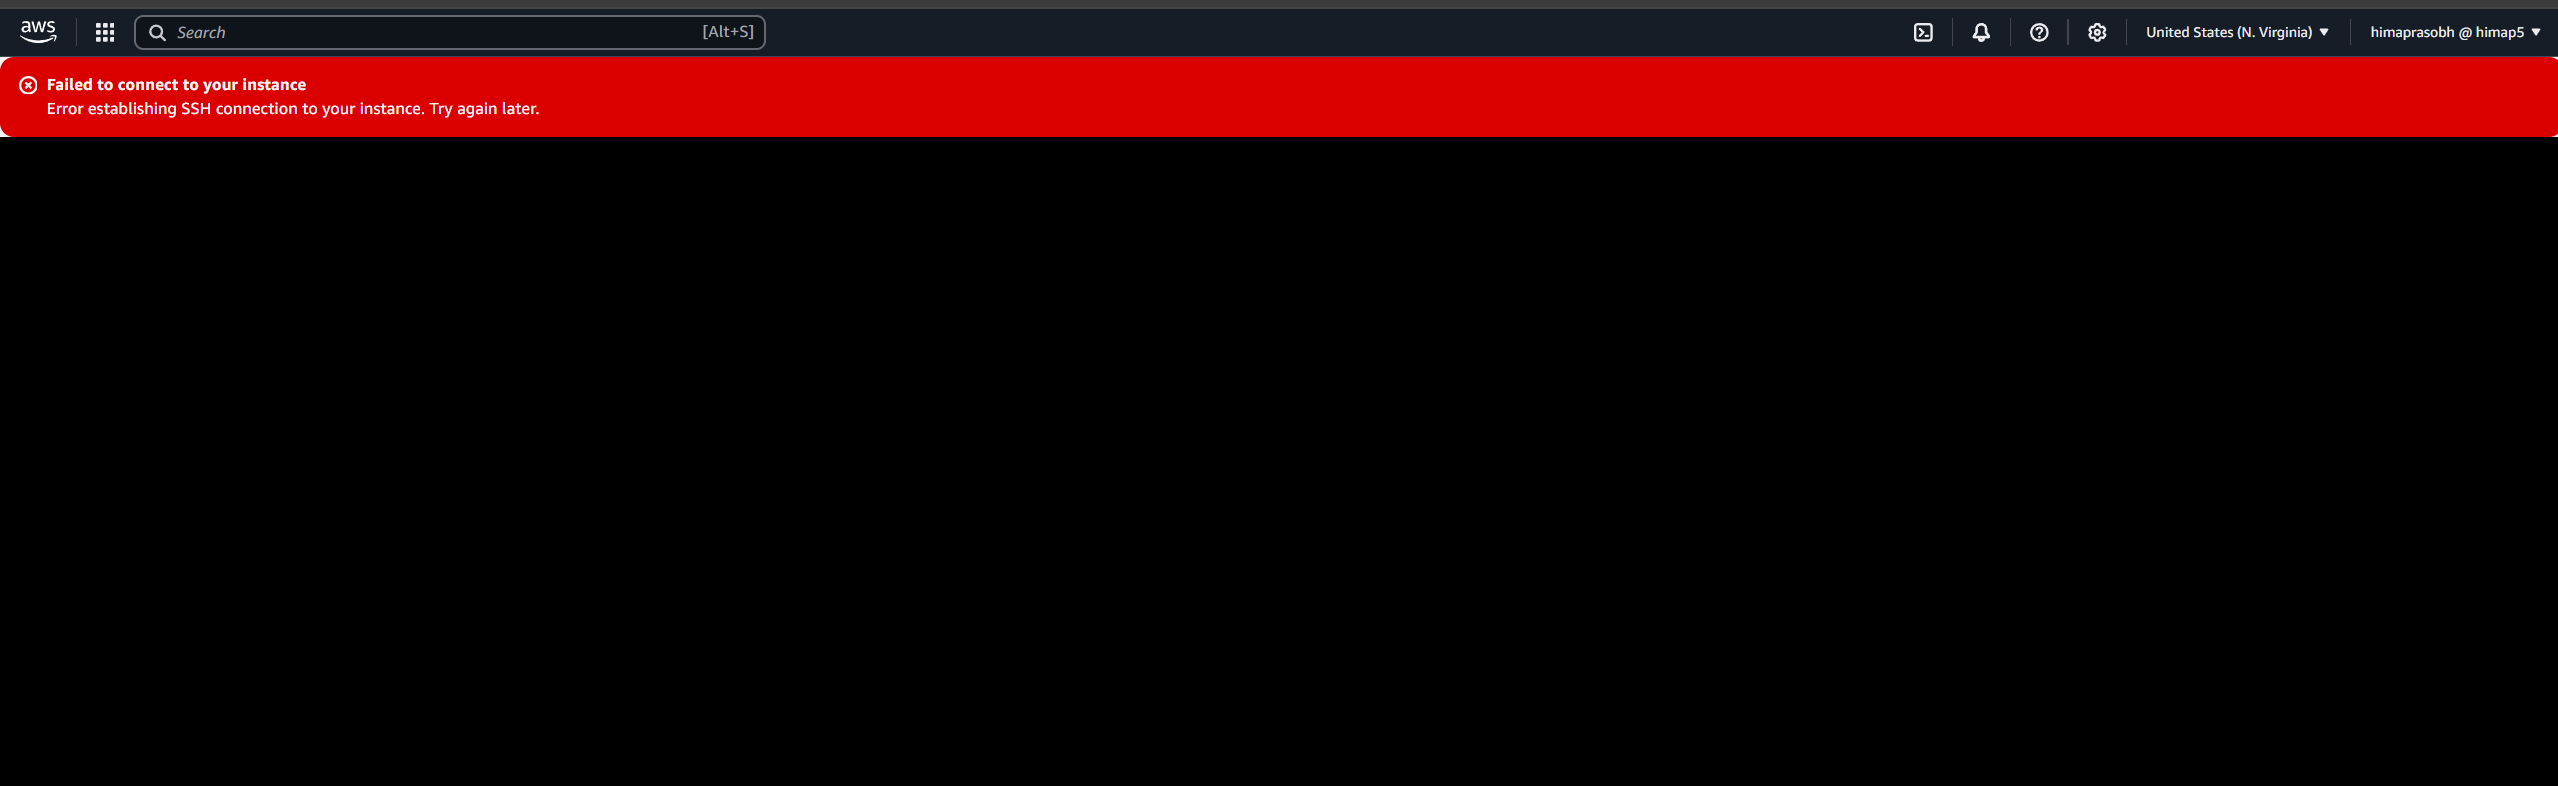 aws
Search [Alt+S]
United States (N. Virginia)
himaprasobh @ himap5
Failed to connect to your instance
Error establishing SSH connection to your instance. Try again later.